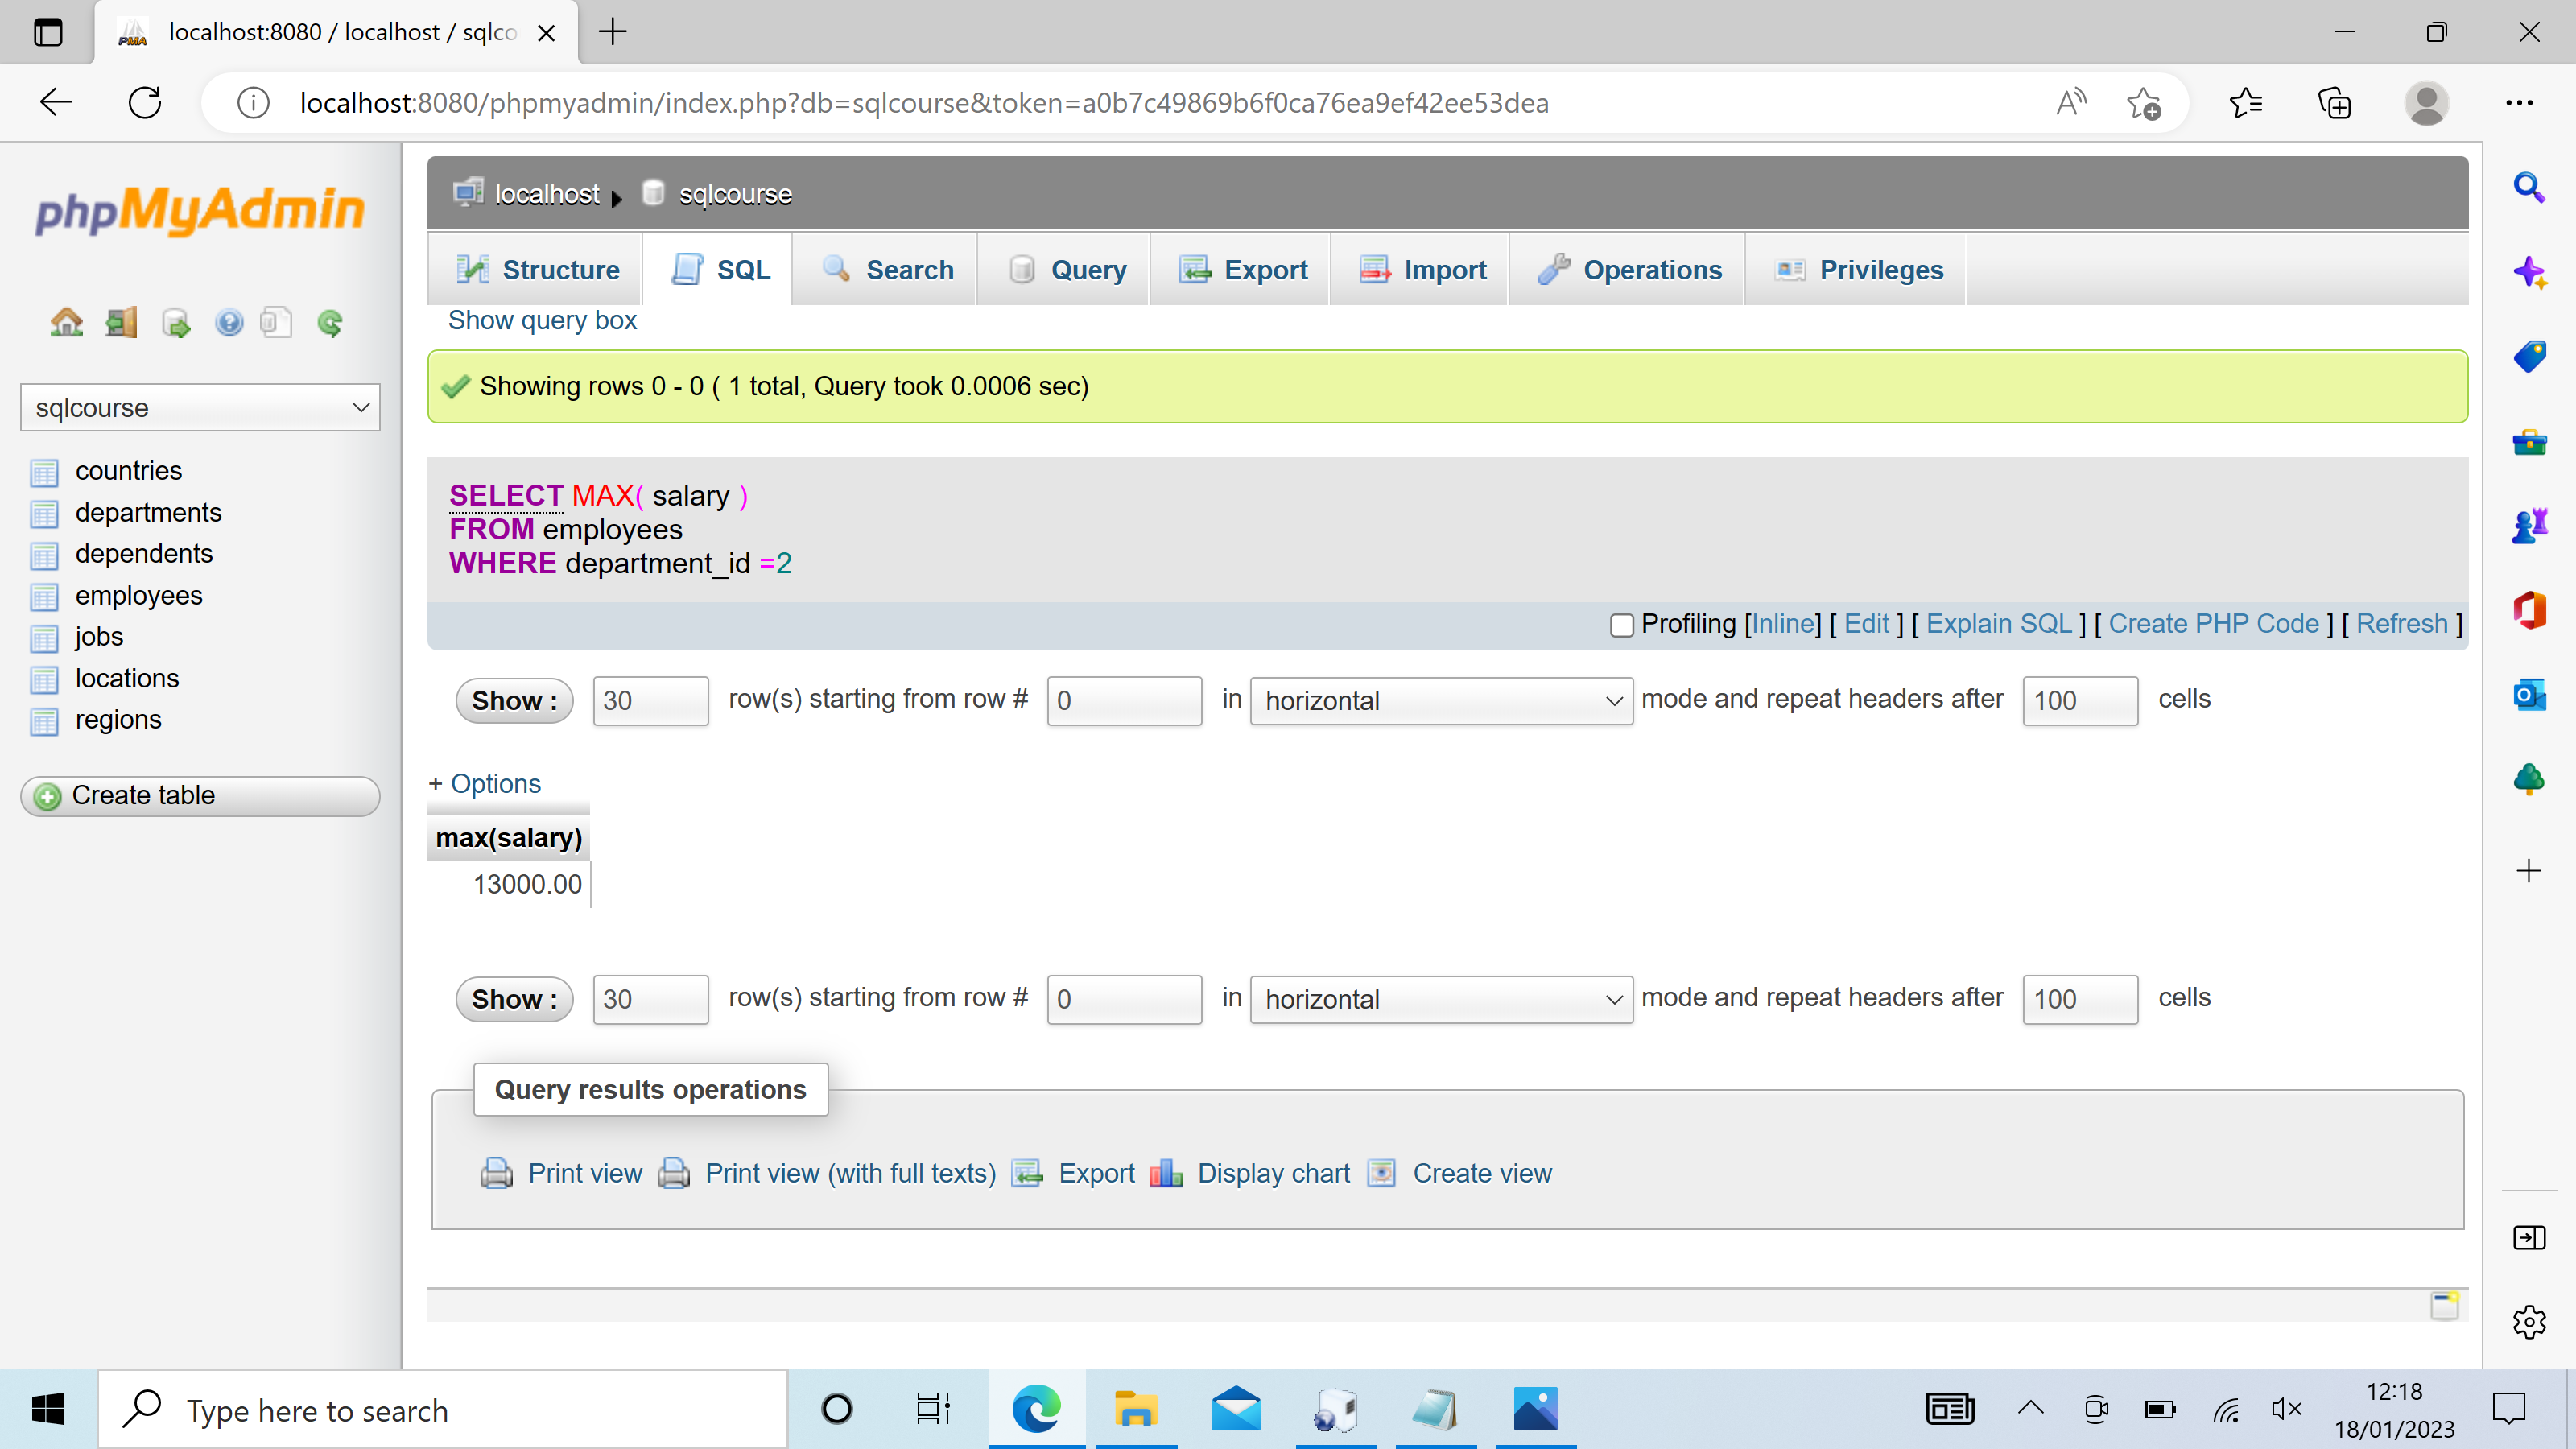 localhost:8080 / localhost / sqlco
localhost:8080/phpmyadmin/index.php?db=sqlcourse&token=a0b7c49869b6f0ca76ea9ef42ee53dea
phpMyAdmin
sqlcourse
countries
departments
dependents
employees
jobs
locations
regions
Create table
localhost sqlcourse
Structure SQL Search Query Export Import Operations Privileges
Show query box
Showing rows 0 - 0 ( 1 total, Query took 0.0006 sec)
SELECT MAX( salary )
FROM employees
WHERE department_id =2
Profiling [Inline] [ Edit ] [ Explain SQL ] [ Create PHP Code ] [ Refresh ]
Show : 30 row(s) starting from row # 0 in horizontal mode and repeat headers after 100 cells
+ Options
max(salary)
13000.00
Show : 30 row(s) starting from row # 0 in horizontal mode and repeat headers after 100 cells
Query results operations
Print view Print view (with full texts) Export Display chart Create view
Type here to search
12:18
18/01/2023